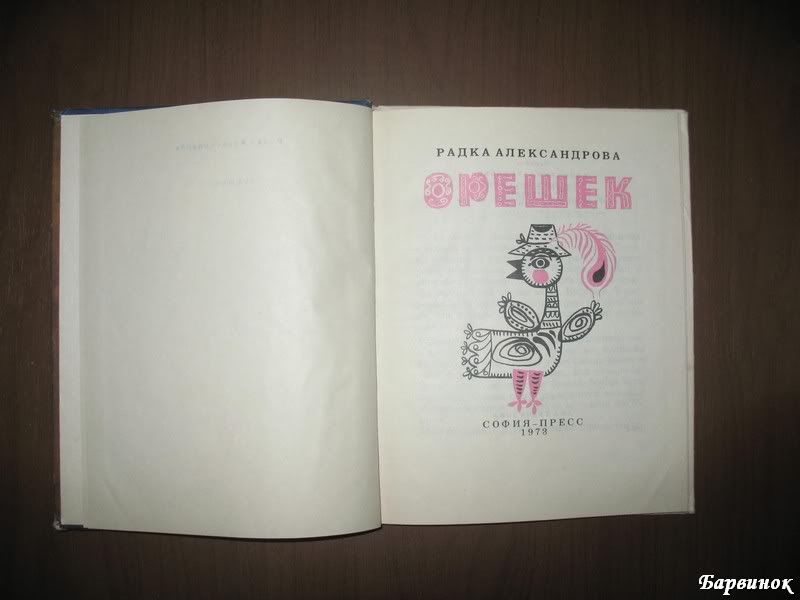 РАДКА АЛЕКСАНДРОВА
ОРЕШЕК
СОФИЯ-ПРЕСС
1973
Барвинок